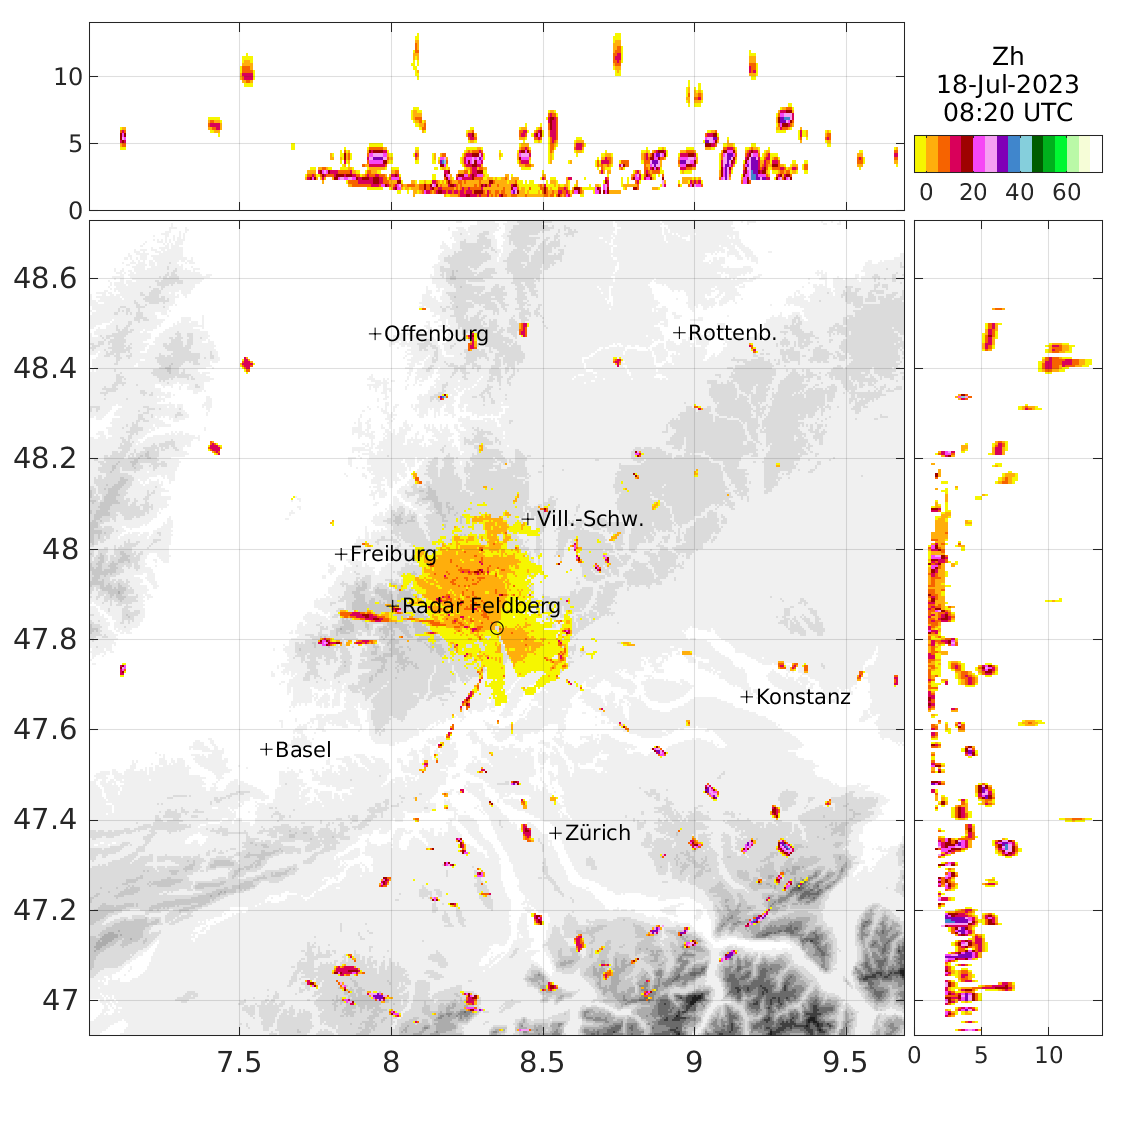 10
5
0
Zh
18-Jul-2023
08:20 UTC
0 20 40 60
48.6
48.4
48.2
48
47.8
47.6
47.4
47.2
47
+Offenburg
+Rottenb.
+Vill.-Schw.
+Freiburg
+Radar Feldberg
+Konstanz
+Basel
+Zürich
7.5 8 8.5 9 9.5
0 5 10